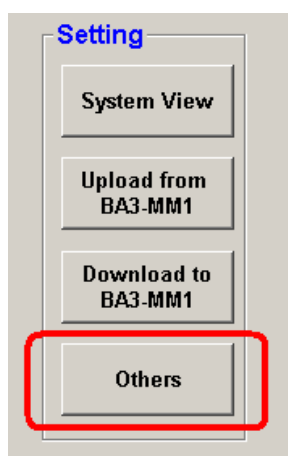 Setting
System View
Upload from
BA3-MM1
Download to
BA3-MM1
Others